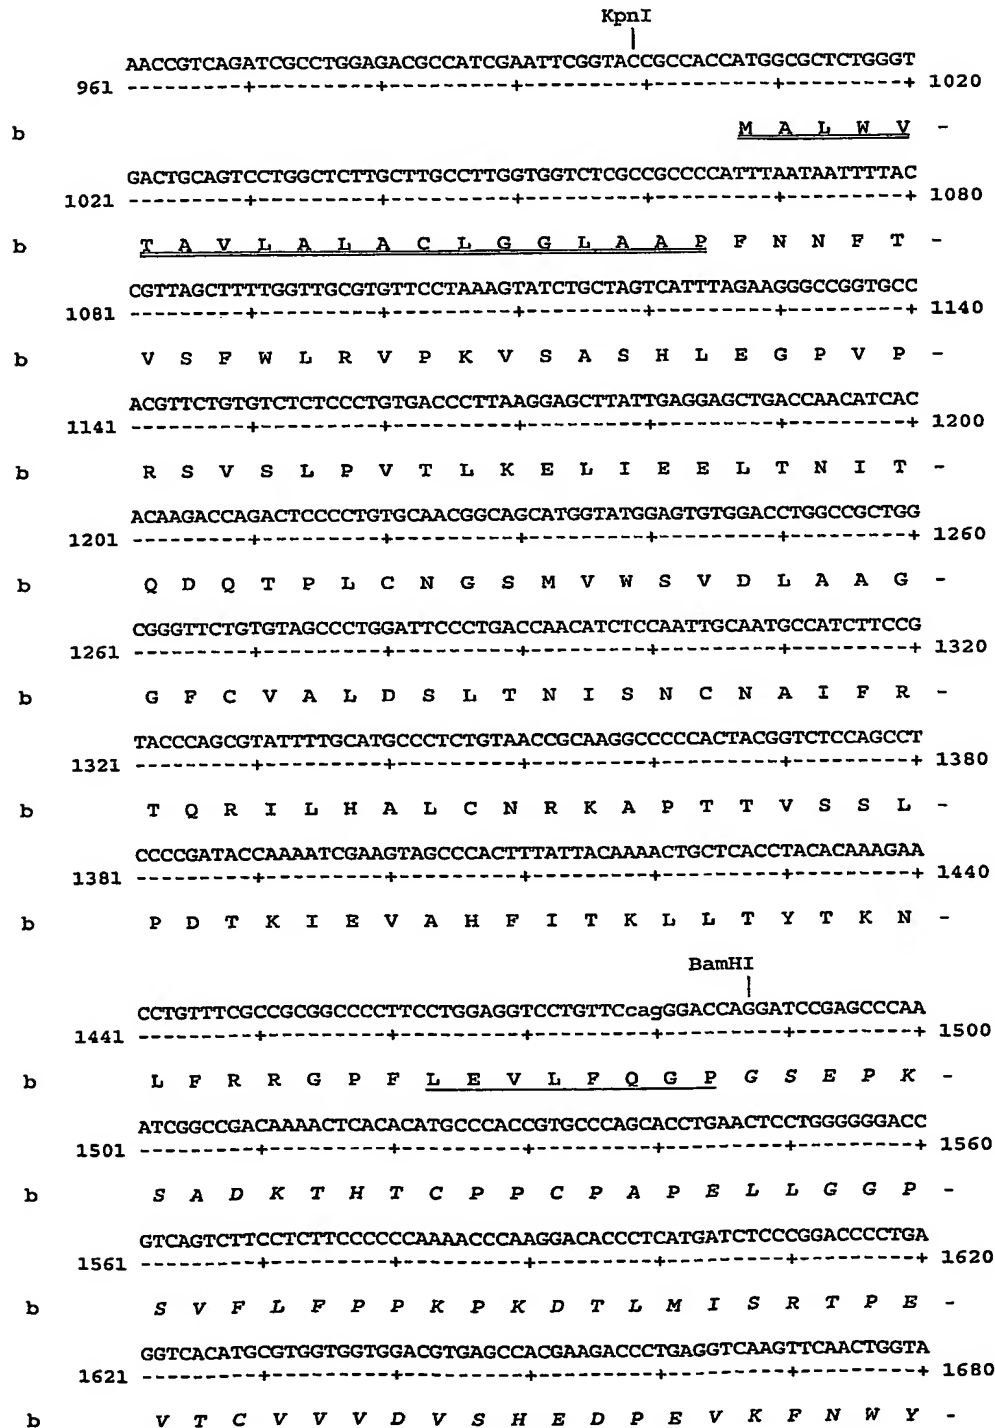 KpnI
AACCGTCAGATCGCCTGGAGACGCCATCGAATTCGGTACCGCCACCATGGCGCTCTGGGT
961 ---------+---------+---------+---------+---------+---------+ 1020
b M A L W V -
GACTGCAGTCCTGGCTCTTGCTTGCCTTGGTGGTCTCGCCGCCCCATTTAATAATTTTAC
1021 ---------+---------+---------+---------+---------+---------+ 1080
b T A V L A L A C L G G L A A P F N N F T -
CGTTAGCTTTTGGTTGCGTGTTCCTAAAGTATCTGCTAGTCATTTAGAAGGGCCGGTGCC
1081 ---------+---------+---------+---------+---------+---------+ 1140
b V S F W L R V P K V S A S H L E G P V P -
ACGTTCTGTGTCTCTCCCTGTGACCCTTAAGGAGCTTATTGAGGAGCTGACCAACATCAC
1141 ---------+---------+---------+---------+---------+---------+ 1200
b R S V S L P V T L K E L I E E L T N I T -
ACAAGACCAGACTCCCCTGTGCAACGGCAGCATGGTATGGAGTGTGGACCTGGCCGCTGG
1201 ---------+---------+---------+---------+---------+---------+ 1260
b Q D Q T P L C N G S M V W S V D L A A G -
CGGGTTCTGTGTAGCCCTGGATTCCCTGACCAACATCTCCAATTGCAATGCCATCTTCCG
1261 ---------+---------+---------+---------+---------+---------+ 1320
b G F C V A L D S L T N I S N C N A I F R -
TACCCAGCGTATTTTGCATGCCCTCTGTAACCGCAAGGCCCCCACTACGGTCTCCAGCCT
1321 ---------+---------+---------+---------+---------+---------+ 1380
b T Q R I L H A L C N R K A P T T V S S L -
CCCCGATACCAAAATCGAAGTAGCCCACTTTATTACAAAACTGCTCACCTACACAAAGAA
1381 ---------+---------+---------+---------+---------+---------+ 1440
b P D T K I E V A H F I T K L L T Y T K N -
BamHI
CCTGTTTCGCCGCGGCCCCTTCCTGGAGGTCCTGTTCcagGGACCAGGATCCGAGCCCAA
1441 ---------+---------+---------+---------+---------+---------+ 1500
b L F R R G P F L E V L F Q G P G S E P K -
ATCGGCCGACAAAACTCACACATGCCCACCGTGCCCAGCACCTGAACTCCTGGGGGGACC
1501 ---------+---------+---------+---------+---------+---------+ 1560
b S A D K T H T C P P C P A P E L L G G P -
GTCAGTCTTCCTCTTCCCCCCAAAACCCAAGGACACCCTCATGATCTCCCGGACCCCTGA
1561 ---------+---------+---------+---------+---------+---------+ 1620
b S V F L F P P K P K D T L M I S R T P E -
GGTCACATGCGTGGTGGTGGACGTGAGCCACGAAGACCCTGAGGTCAAGTTCAACTGGTA
1621 ---------+---------+---------+---------+---------+---------+ 1680
b V T C V V V D V S H E D P E V K F N W Y -